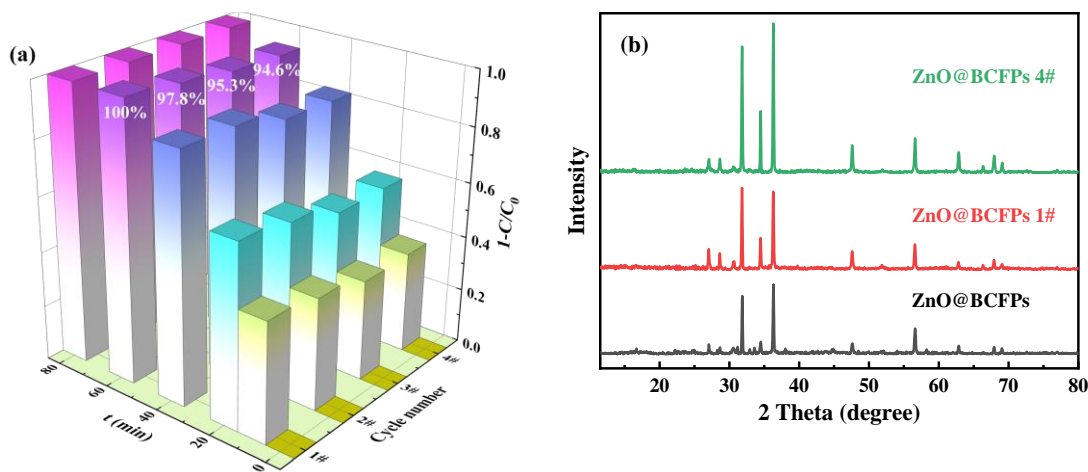 (a)
100%
97.8%
95.3%
94.6%
1.0
0.8
0.6
0.4
0.2
0.0
1-C/C₀
80
60
40
20
0
t (min)
1#
2#
3#
4#
Cycle number
(b)
Intensity
ZnO@BCFPs 4#
ZnO@BCFPs 1#
ZnO@BCFPs
20 30 40 50 60 70 80
2 Theta (degree)